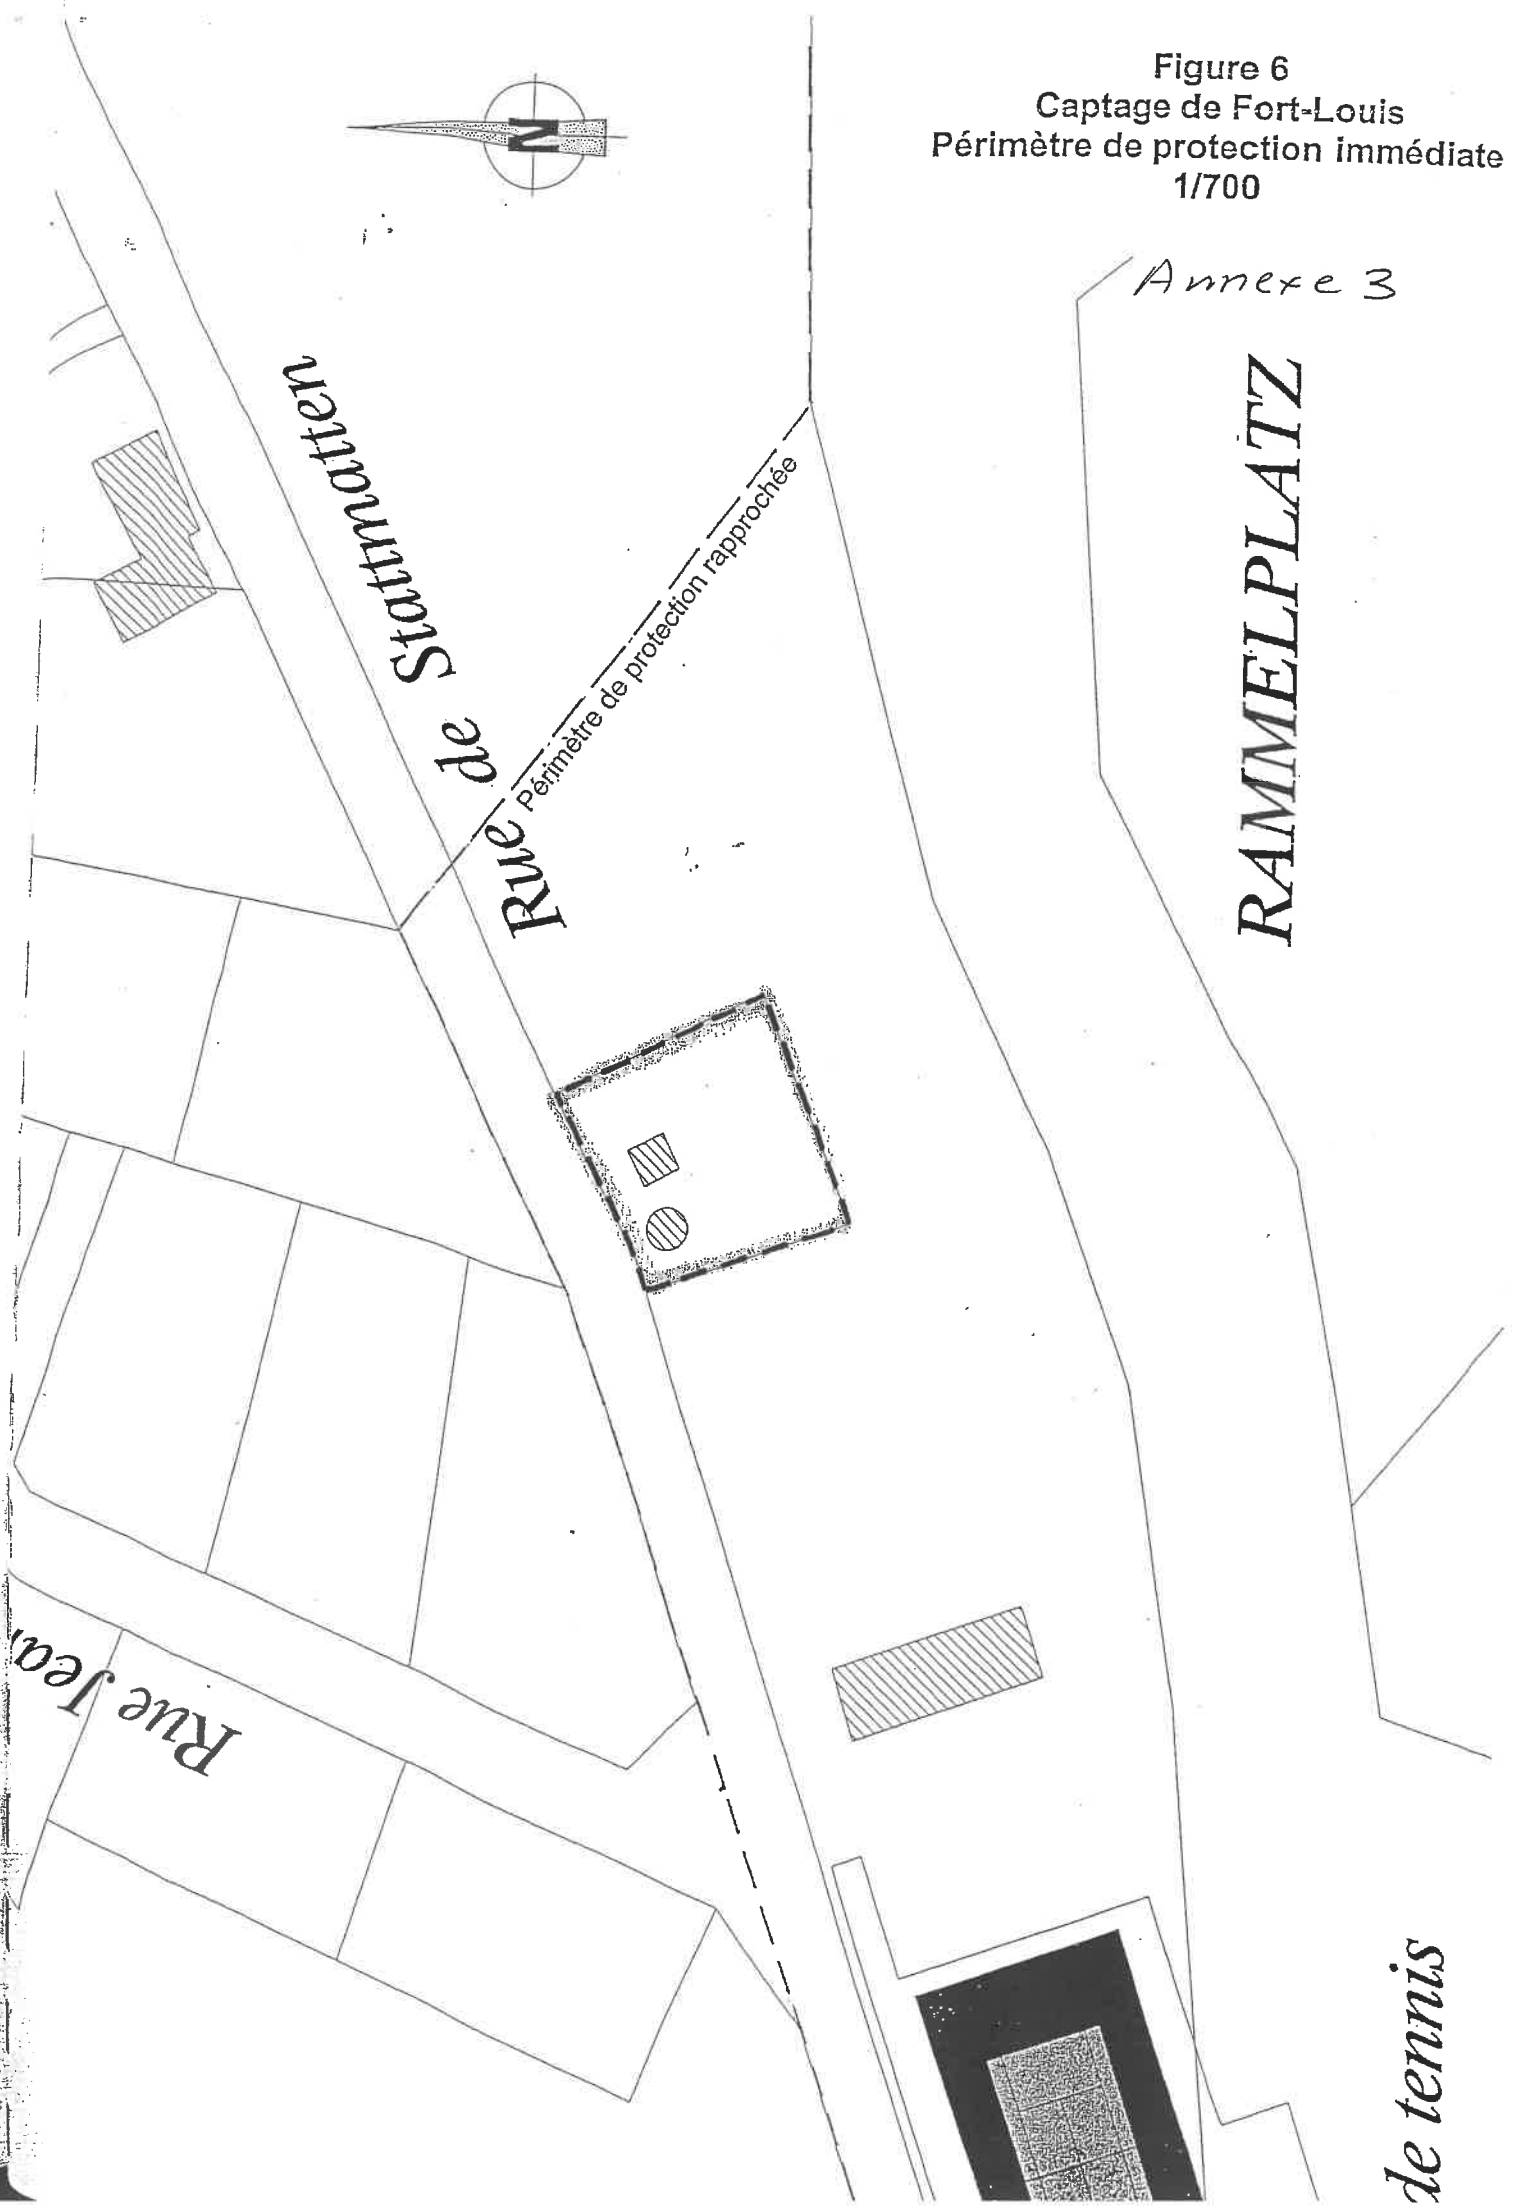 Figure 6
Captage de Fort-Louis
Périmètre de protection immédiate
1/700
Annexe 3
N
Rue de Stattmatten
Périmètre de protection rapprochée
RAMMELPLATZ
Rue Jea
de tennis